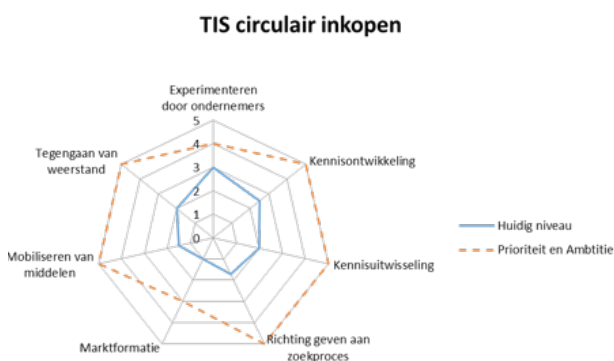 TIS circulair inkopen
Experimenteren
door ondernemers
5
4
3
2
1
0
Kennisontwikkeling
Kennisuitwisseling
Richting geven aan
zoekproces
Marktformatie
Mobiliseren van
middelen
Tegengaan van
weerstand
Huidig niveau
Prioriteit en Ambtitie